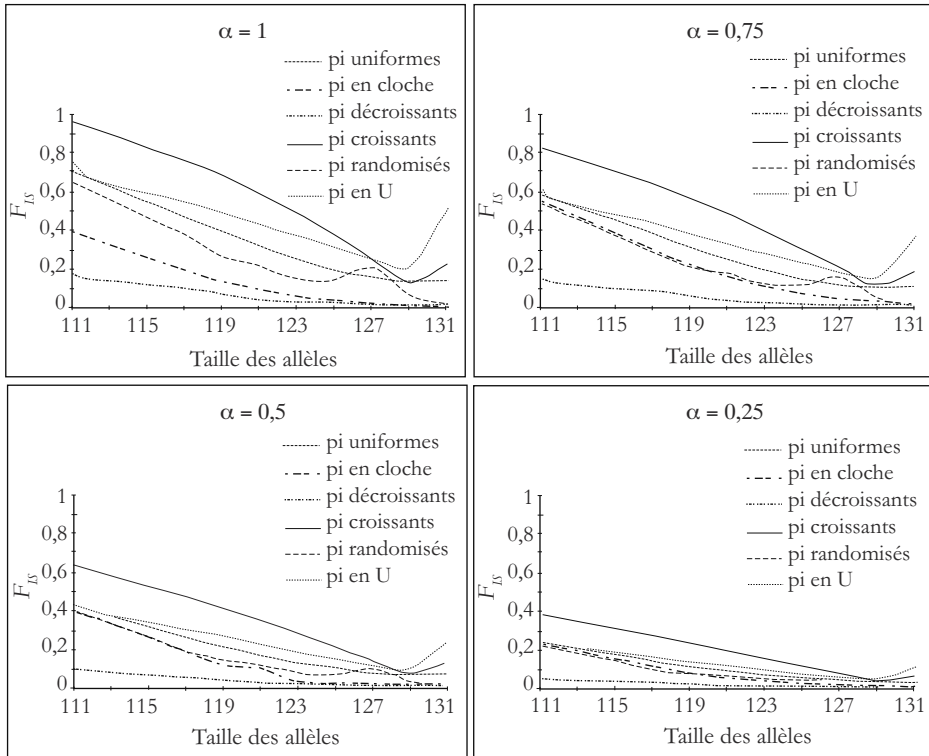 α = 1
pi uniformes
pi en cloche
pi décroissants
pi croissants
pi randomisés
pi en U
F_IS
1
0,8
0,6
0,4
0,2
0
111 115 119 123 127 131
Taille des allèles
α = 0,75
pi uniformes
pi en cloche
pi décroissants
pi croissants
pi randomisés
pi en U
F_IS
1
0,8
0,6
0,4
0,2
0
111 115 119 123 127 131
Taille des allèles
α = 0,5
pi uniformes
pi en cloche
pi décroissants
pi croissants
pi randomisés
pi en U
F_IS
1
0,8
0,6
0,4
0,2
0
111 115 119 123 127 131
Taille des allèles
α = 0,25
pi uniformes
pi en cloche
pi décroissants
pi croissants
pi randomisés
pi en U
F_IS
1
0,8
0,6
0,4
0,2
0
111 115 119 123 127 131
Taille des allèles